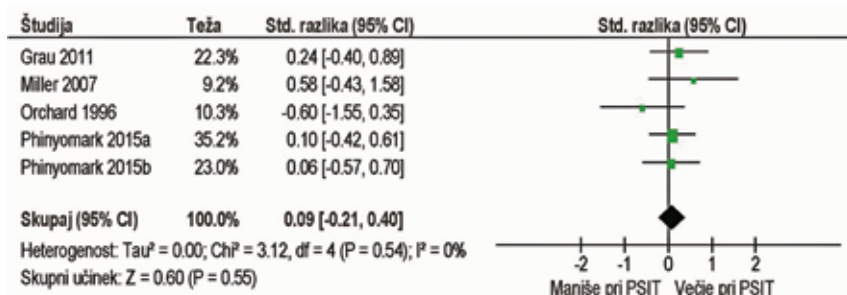 Študija Teža Std. razlika (95% CI) Std. razlika (95% CI)
Grau 2011 22.3% 0.24 [-0.40, 0.89]
Miller 2007 9.2% 0.58 [-0.43, 1.58]
Orchard 1996 10.3% -0.60 [-1.55, 0.35]
Phinyomark 2015a 35.2% 0.10 [-0.42, 0.61]
Phinyomark 2015b 23.0% 0.06 [-0.57, 0.70]
Skupaj (95% CI) 100.0% 0.09 [-0.21, 0.40]
Heterogenost: Tau² = 0.00; Chi² = 3.12, df = 4 (P = 0.54); I² = 0%
Skupni učinek: Z = 0.60 (P = 0.55)
-2 -1 0 1 2
Maniše pri PSIT Večje pri PSIT